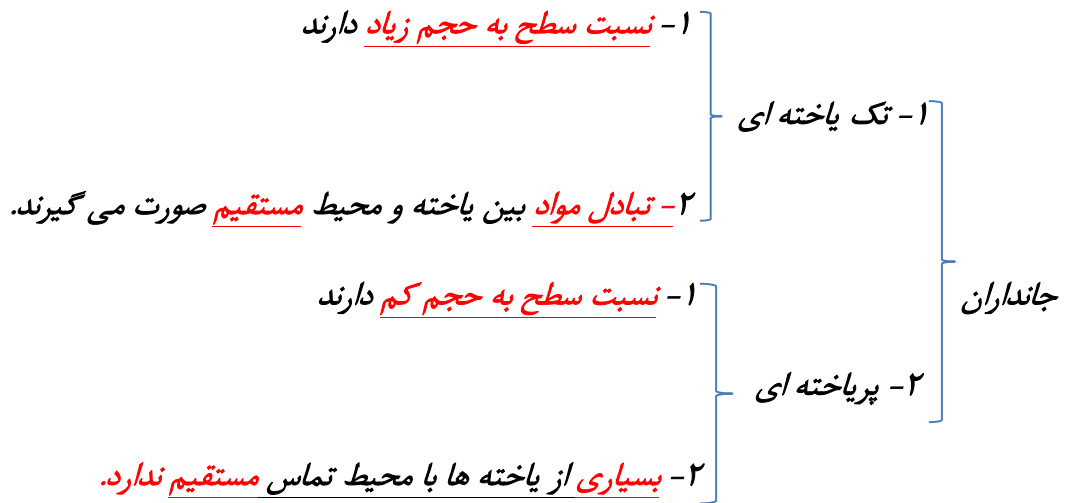 ۱- نسبت سطح به حجم زیاد دارند
۱- تک یاخته ای
۲- تبادل مواد بین یاخته و محیط مستقیم صورت می گیرند.
جانداران
۱- نسبت سطح به حجم کم دارند
۲- پریاخته ای
۲- بسیاری از یاخته ها با محیط تماس مستقیم ندارد.